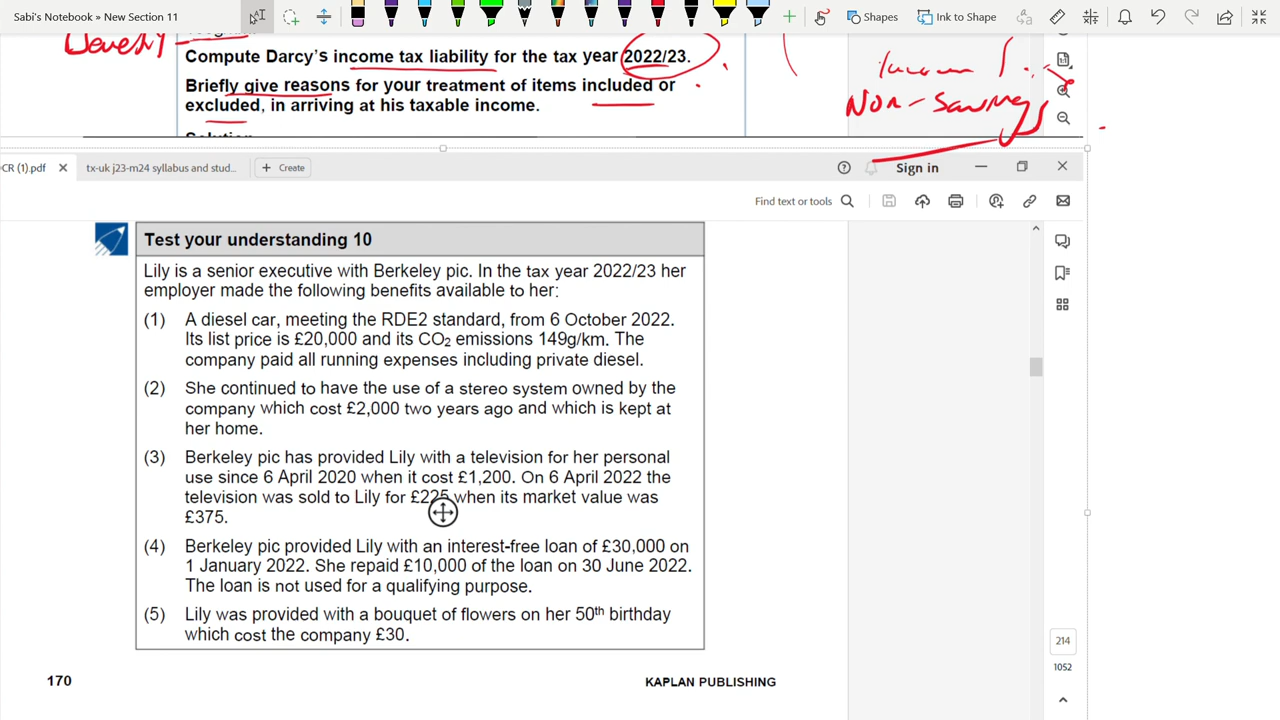 Sabi's Notebook » New Section 11
Shapes
Ink to Shape
Compute Darcy's income tax liability for the tax year 2022/23.
Briefly give reasons for your treatment of items included or
excluded, in arriving at his taxable income.
Non-Savings
CR (1).pdf
tx-uk j23-m24 syllabus and stud...
Create
Sign in
Find text or tools
Test your understanding 10
Lily is a senior executive with Berkeley pic. In the tax year 2022/23 her
employer made the following benefits available to her:
(1) A diesel car, meeting the RDE2 standard, from 6 October 2022.
Its list price is £20,000 and its CO₂ emissions 149g/km. The
company paid all running expenses including private diesel.
(2) She continued to have the use of a stereo system owned by the
company which cost £2,000 two years ago and which is kept at
her home.
(3) Berkeley pic has provided Lily with a television for her personal
use since 6 April 2020 when it cost £1,200. On 6 April 2022 the
television was sold to Lily for £225 when its market value was
£375.
(4) Berkeley pic provided Lily with an interest-free loan of £30,000 on
1 January 2022. She repaid £10,000 of the loan on 30 June 2022.
The loan is not used for a qualifying purpose.
(5) Lily was provided with a bouquet of flowers on her 50th birthday
which cost the company £30.
214
1052
170
KAPLAN PUBLISHING